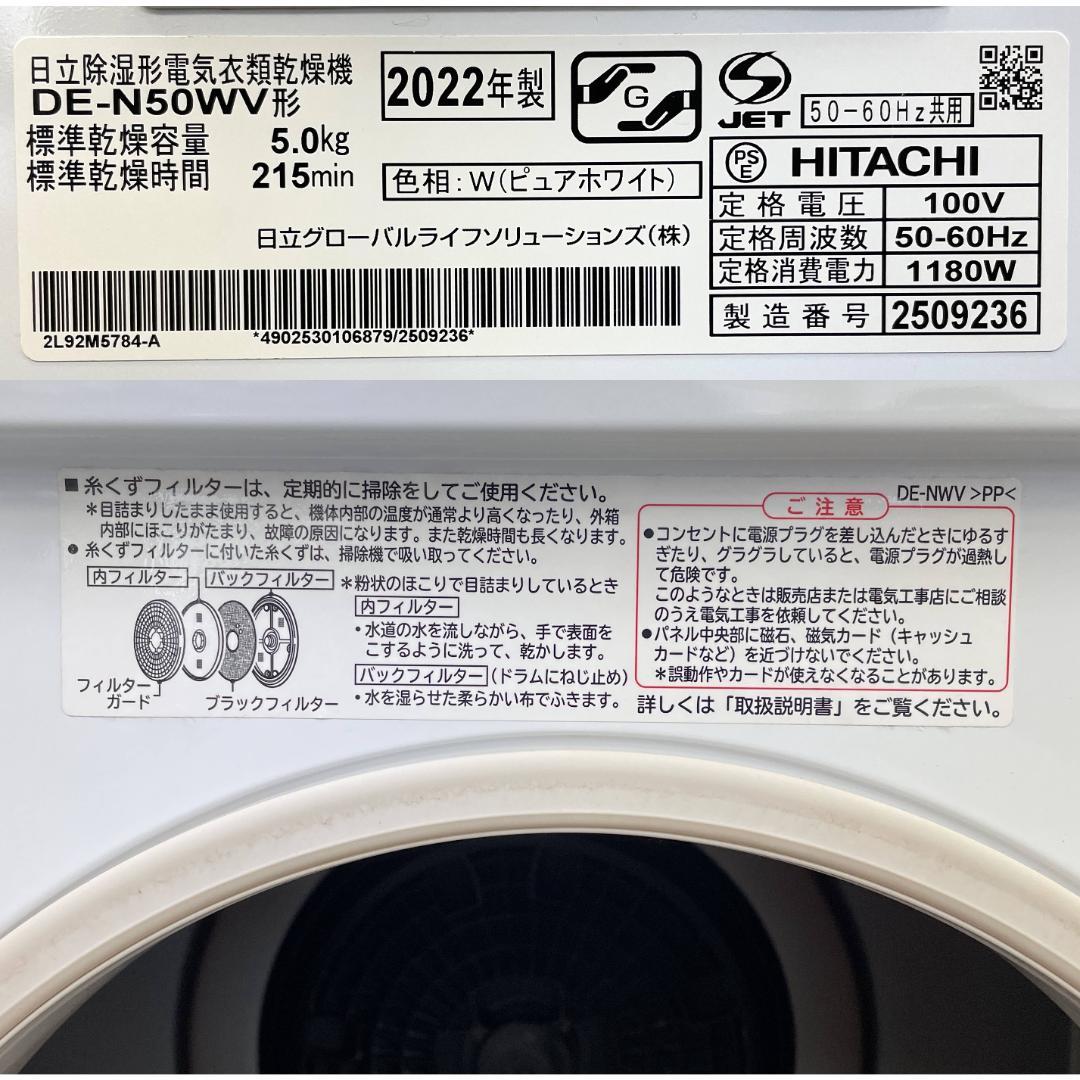 日立除湿形電気衣類乾燥機
DE-N50WV形
標準乾燥容量 5.0kg
標準乾燥時間 215min
2022年製
G
JET
50-60Hz共用
色相:W(ピュアホワイト)
日立グローバルライフソリューションズ(株)
PS
E
HITACHI
定格電圧 100V
定格周波数 50-60Hz
定格消費電力 1180W
製造番号 2509236
2L92M5784-A
*4902530106879/2509236*
■糸くずフィルターは、定期的に掃除をしてご使用ください。
*目詰まりしたまま使用すると、機体内部の温度が通常より高くなったり、外箱
内部にほこりがたまり、故障の原因になります。また乾燥時間も長くなります。
●糸くずフィルターに付いた糸くずは、掃除機で吸い取ってください。
内フィルター バックフィルター
フィルター
ガード
ブラックフィルター
*粉状のほこりで目詰まりしているとき
内フィルター
・水道の水を流しながら、手で表面を
こするように洗って、乾かします。
バックフィルター(ドラムにねじ止め)
・水を湿らせた柔らかい布でふきます。
DE-NWV >PP<
ご注意
●コンセントに電源プラグを差し込んだときにゆるす
ぎたり、グラグラしていると、電源プラグが過熱し
て危険です。
このようなときは販売店または電気工事店にご相談
のうえ電気工事を依頼してください。
●パネル中央部に磁石、磁気カード(キャッシュ
カードなど)を近づけないでください。
*誤動作やカードが使えなくなることがあります。
詳しくは「取扱説明書」をご覧ください。